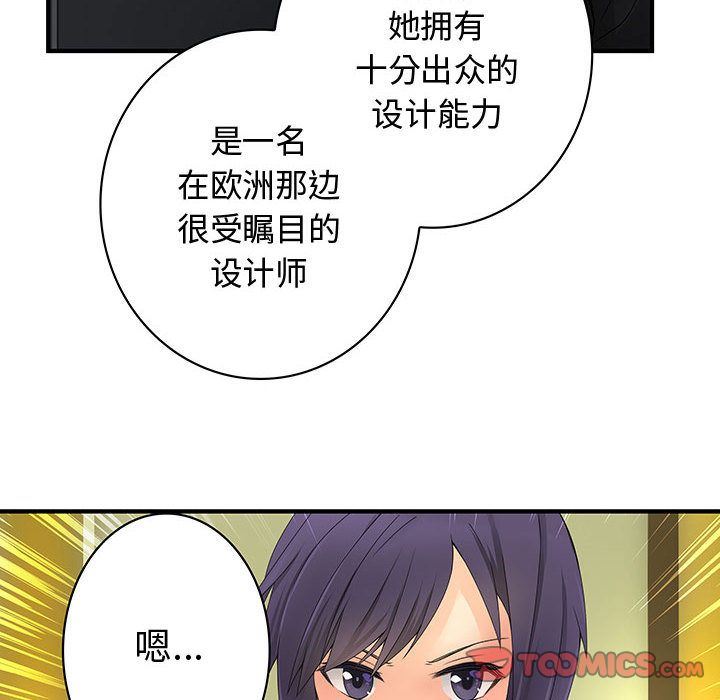 她拥有
十分出众的
设计能力
是一名
在欧洲那边
很受瞩目的
设计师
嗯...
TOOMICS.COM